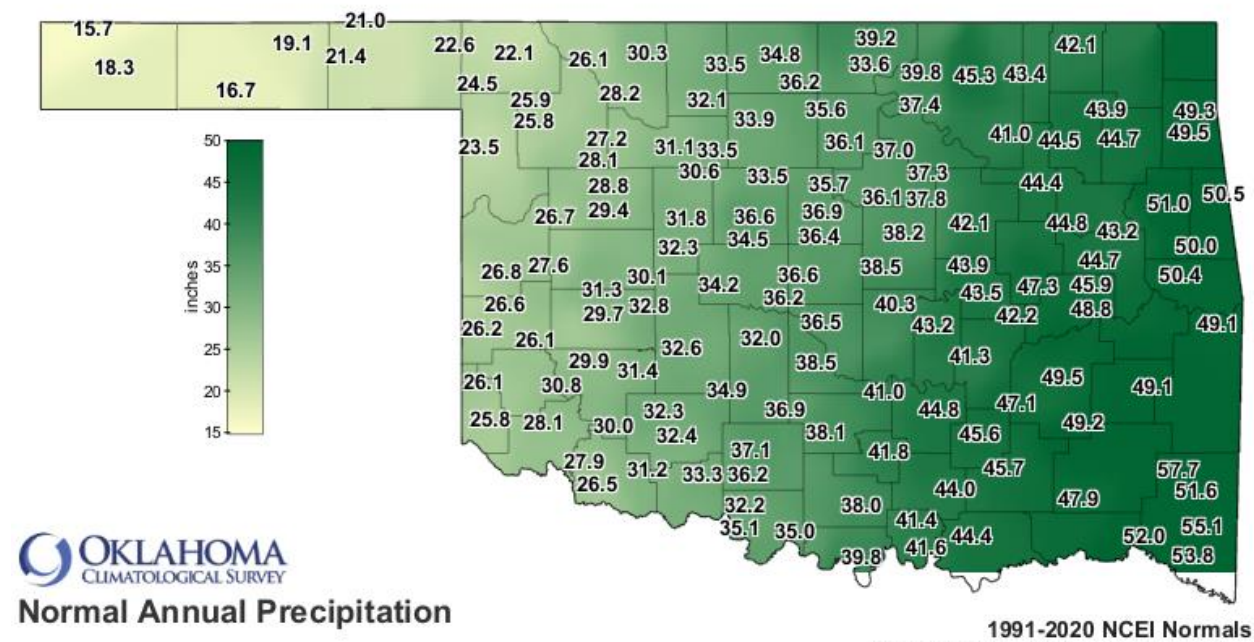 21.0
15.7
19.1 21.4 22.6 22.1 26.1 30.3 33.5 34.8 39.2 42.1
18.3 33.6 39.8 45.3 43.4
16.7 24.5 25.9 28.2 32.1 36.2 37.4 43.9 49.3
25.8 33.9 35.6 41.0 44.5 44.7 49.5
50 23.5 27.2 31.1 33.5 36.1 37.0
28.1 30.6 33.5 37.3
45 28.8 35.7 36.1 37.8 44.4 51.0 50.5
26.7 29.4 31.8 36.6 36.9 42.1 44.8 43.2
40 32.3 34.5 36.4 38.2 50.0
35 26.8 27.6 30.1 34.2 36.6 38.5 43.9 44.7 50.4
inches
31.3 36.2 43.5 47.3 45.9
30 26.6 29.7 32.8 40.3 42.2 48.8
26.2 26.1 32.0 36.5 43.2 49.1
25 29.9 32.6 38.5 41.3
20 26.1 30.8 31.4 34.9 41.0 49.5 49.1
15 25.8 28.1 30.0 32.3 36.9 44.8 47.1 49.2
32.4 38.1 45.6
27.9 31.2 37.1 41.8 45.7 57.7
26.5 33.3 36.2 44.0 51.6
32.2 38.0 47.9
35.1 35.0 41.4 44.4 52.0 55.1
39.8 41.6 53.8
OKLAHOMA
CLIMATOLOGICAL SURVEY
Normal Annual Precipitation
1991-2020 NCEI Normals